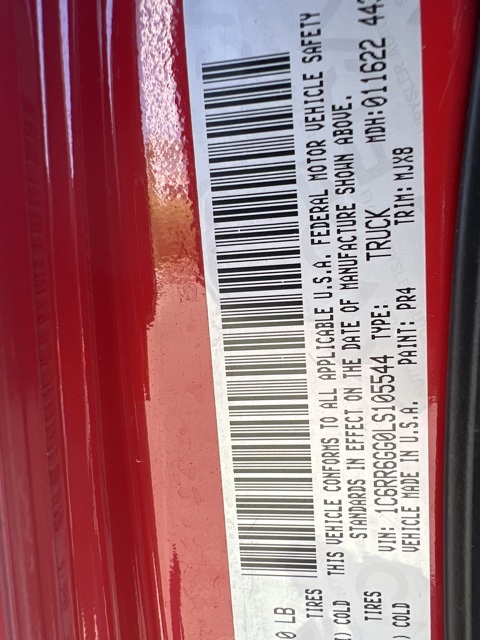 0 LB
TIRES
COLD
THIS VEHICLE CONFORMS TO ALL APPLICABLE U.S.A. FEDERAL MOTOR VEHICLE SAFETY
STANDARDS IN EFFECT ON THE DATE OF MANUFACTURE SHOWN ABOVE.
TIRES
COLD
VIN: 1C6RR6GG0LS105544 TYPE: TRUCK MDH:011622 443
VEHICLE MADE IN U.S.A. PAINT: PR4 TRIM: MJX8